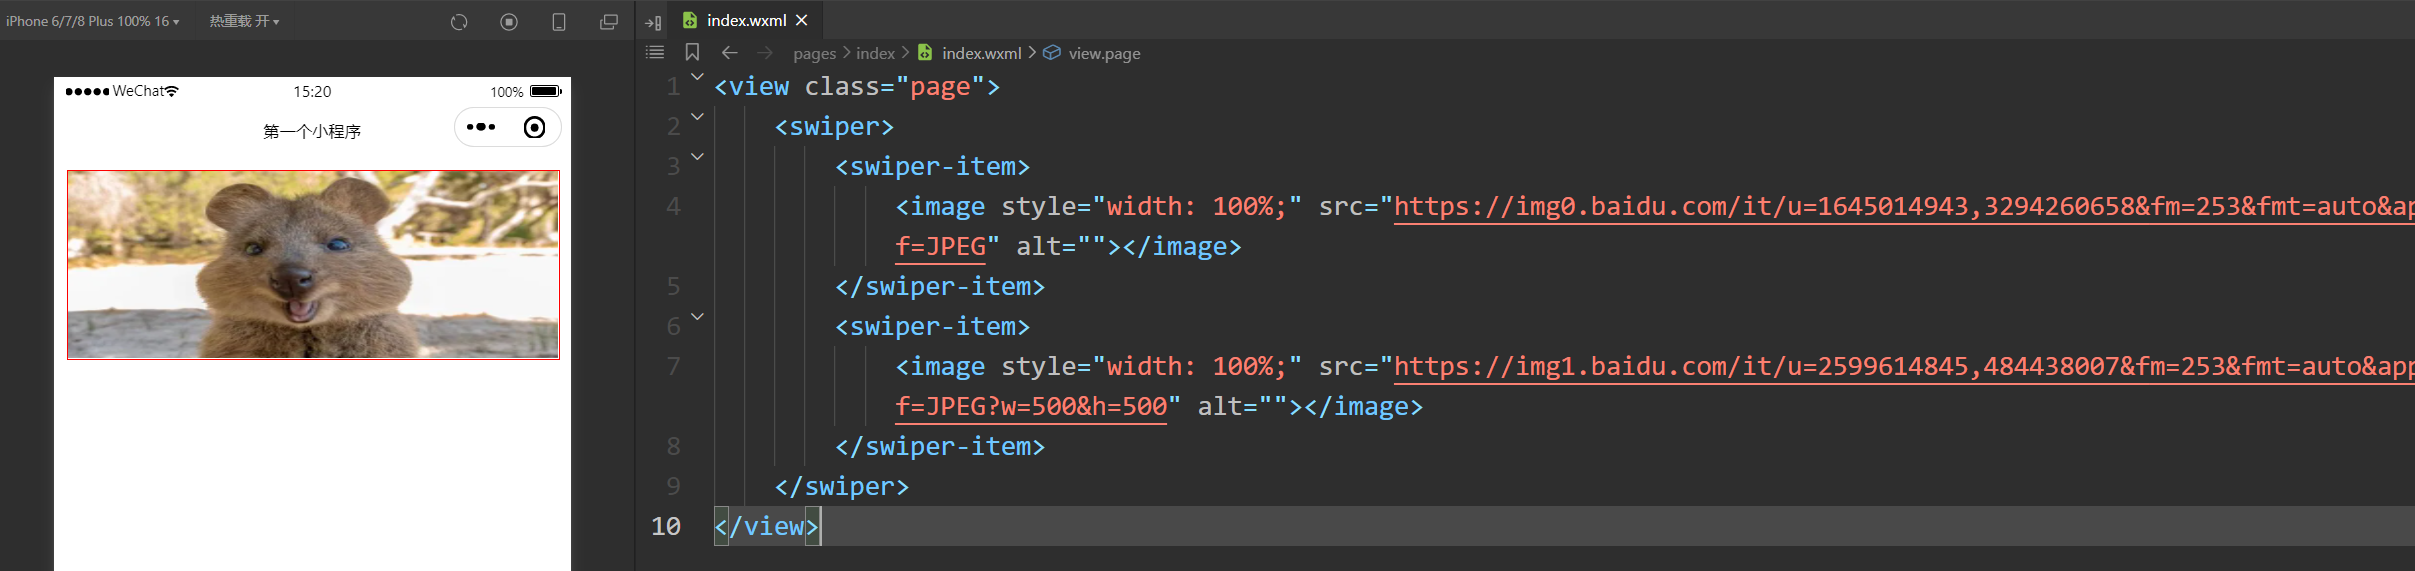 iPhone 6/7/8 Plus 100% 16
热重载 开
index.wxml
pages > index > index.wxml > view.page
WeChat
15:20
100%
第一个小程序
1 <view class="page">
2 <swiper>
3 <swiper-item>
4 <image style="width: 100%;" src="https://img0.baidu.com/it/u=1645014943,3294260658&fm=253&fmt=auto&ap
f=JPEG" alt=""></image>
5 </swiper-item>
6 <swiper-item>
7 <image style="width: 100%;" src="https://img1.baidu.com/it/u=2599614845,484438007&fm=253&fmt=auto&app
f=JPEG?w=500&h=500" alt=""></image>
8 </swiper-item>
9 </swiper>
10 </view>